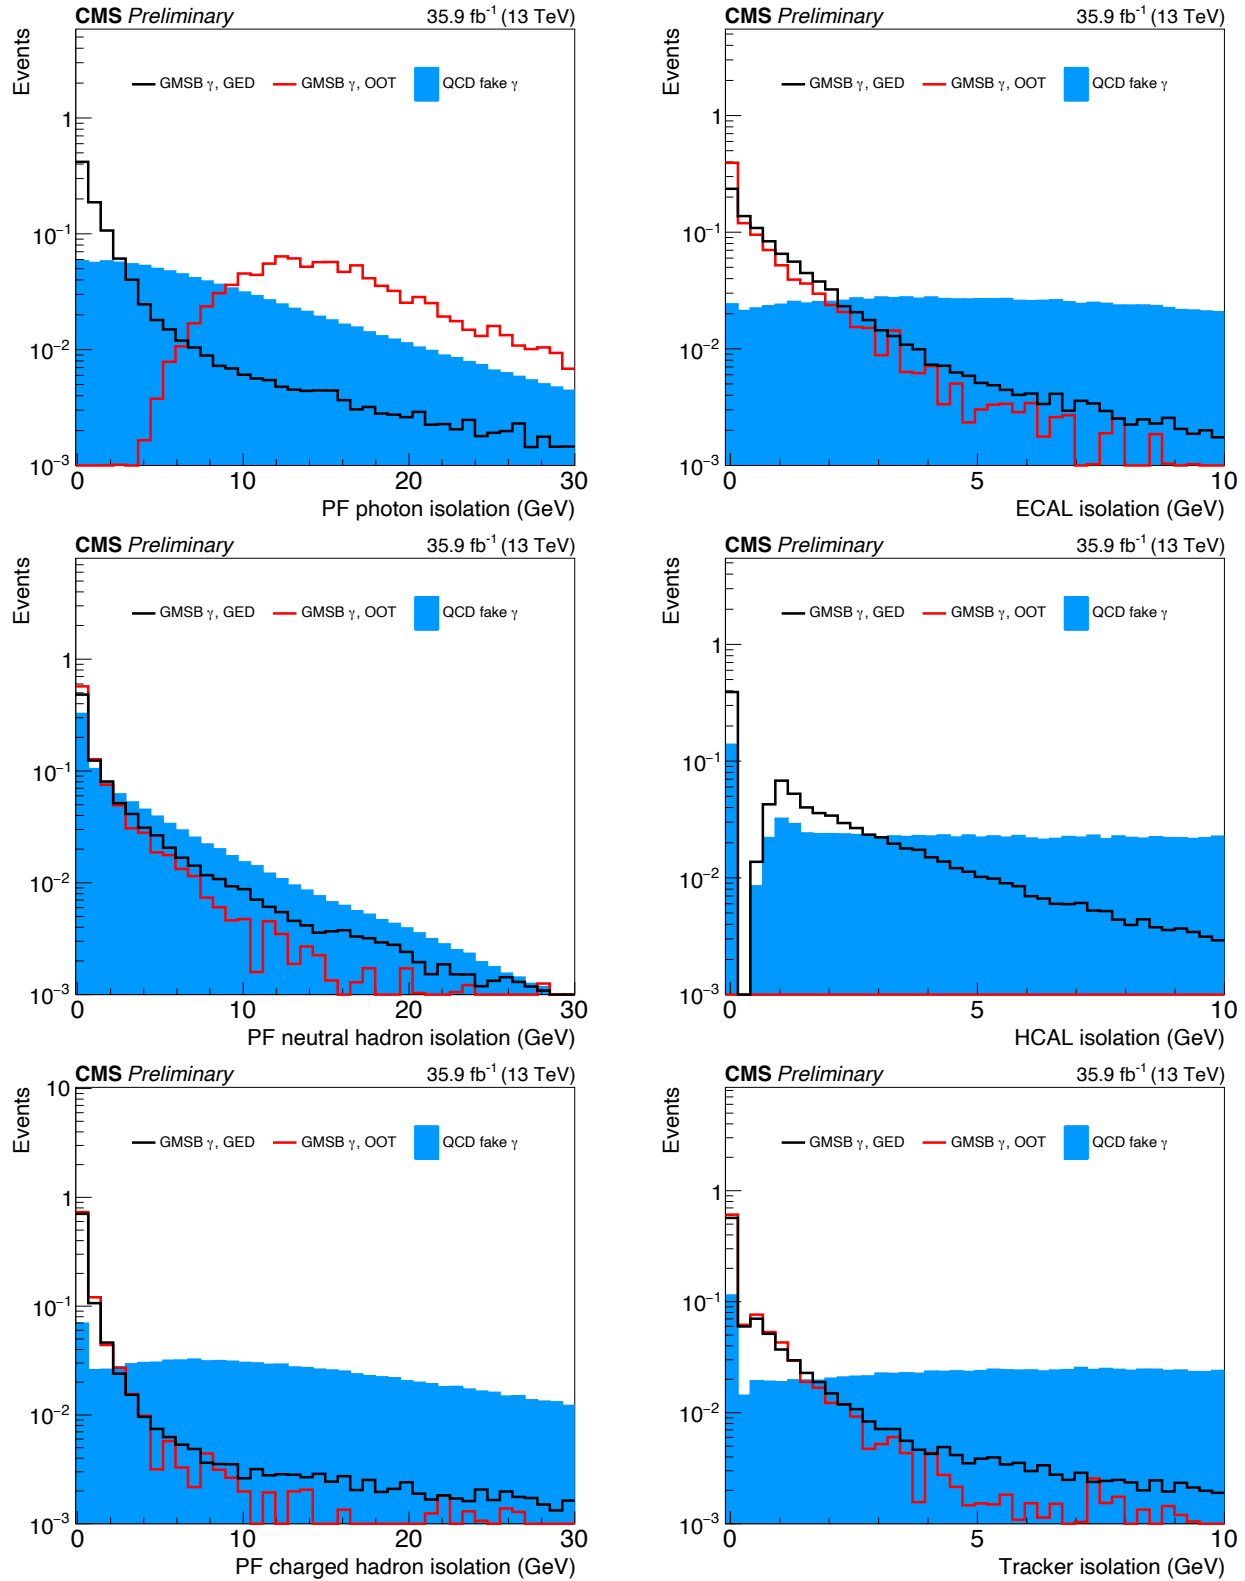 CMS Preliminary 35.9 fb⁻¹ (13 TeV)
Events
GMSB γ, GED GMSB γ, OOT QCD fake γ
1
10⁻¹
10⁻²
10⁻³
0 10 20 30
PF photon isolation (GeV)
CMS Preliminary 35.9 fb⁻¹ (13 TeV)
Events
GMSB γ, GED GMSB γ, OOT QCD fake γ
1
10⁻¹
10⁻²
10⁻³
0 5 10
ECAL isolation (GeV)
CMS Preliminary 35.9 fb⁻¹ (13 TeV)
Events
GMSB γ, GED GMSB γ, OOT QCD fake γ
1
10⁻¹
10⁻²
10⁻³
0 10 20 30
PF neutral hadron isolation (GeV)
CMS Preliminary 35.9 fb⁻¹ (13 TeV)
Events
GMSB γ, GED GMSB γ, OOT QCD fake γ
1
10⁻¹
10⁻²
10⁻³
0 5 10
HCAL isolation (GeV)
CMS Preliminary 35.9 fb⁻¹ (13 TeV)
Events
GMSB γ, GED GMSB γ, OOT QCD fake γ
10
1
10⁻¹
10⁻²
10⁻³
0 10 20 30
PF charged hadron isolation (GeV)
CMS Preliminary 35.9 fb⁻¹ (13 TeV)
Events
GMSB γ, GED GMSB γ, OOT QCD fake γ
1
10⁻¹
10⁻²
10⁻³
0 5 10
Tracker isolation (GeV)